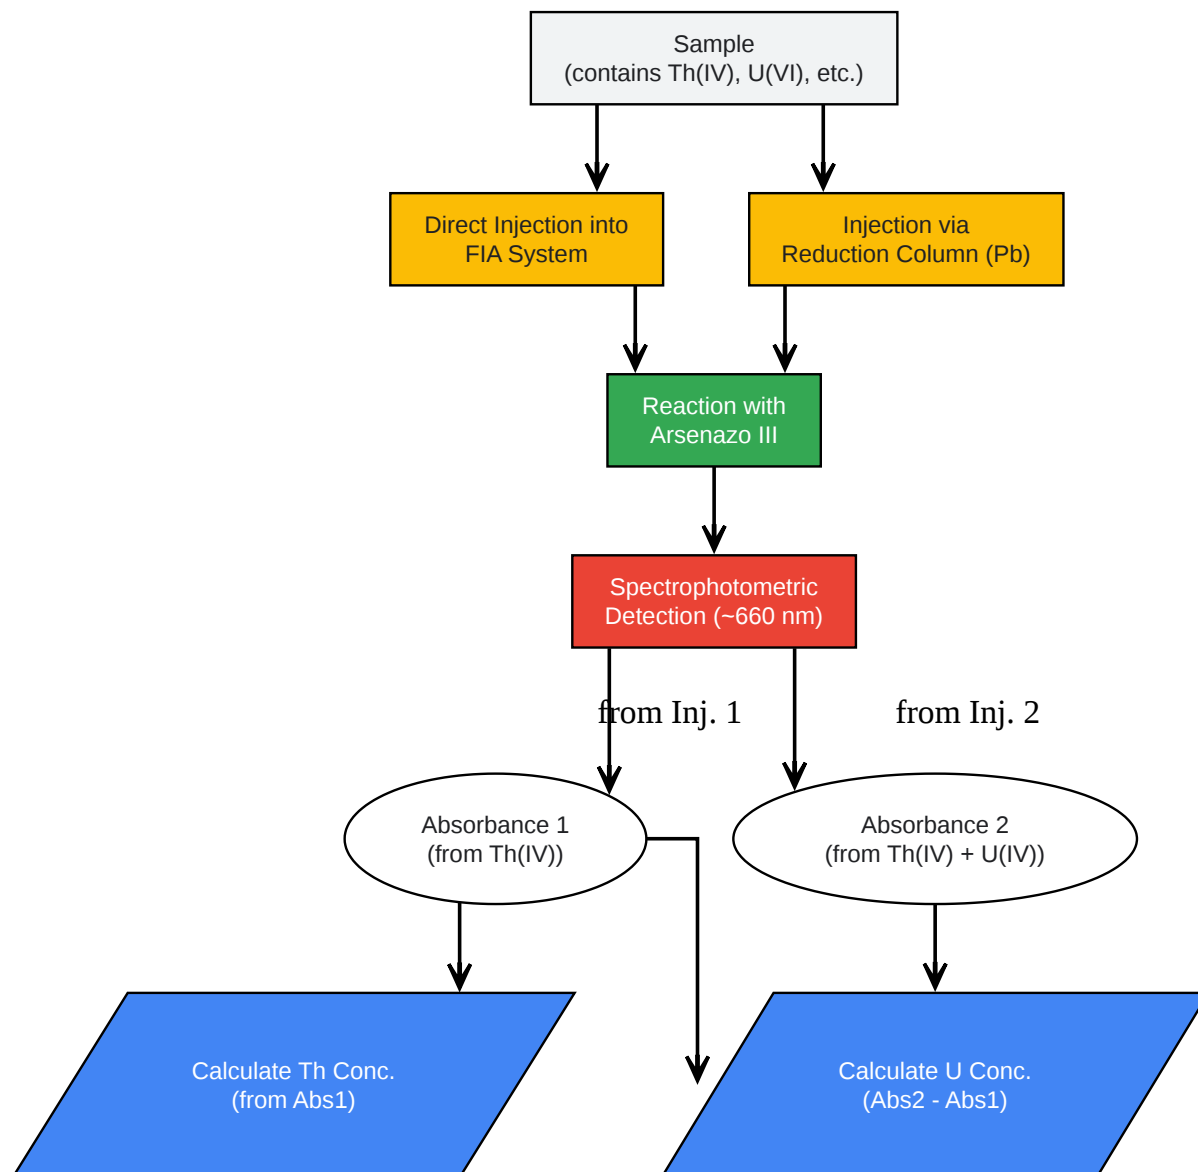 Sample
(contains Th(IV), U(VI), etc.)
Direct Injection into
FIA System
Injection via
Reduction Column (Pb)
Reaction with
Arsenazo III
Spectrophotometric
Detection (~660 nm)
from Inj. 1
from Inj. 2
Absorbance 1
(from Th(IV))
Absorbance 2
(from Th(IV) + U(IV))
Calculate Th Conc.
(from Abs1)
Calculate U Conc.
(Abs2 - Abs1)